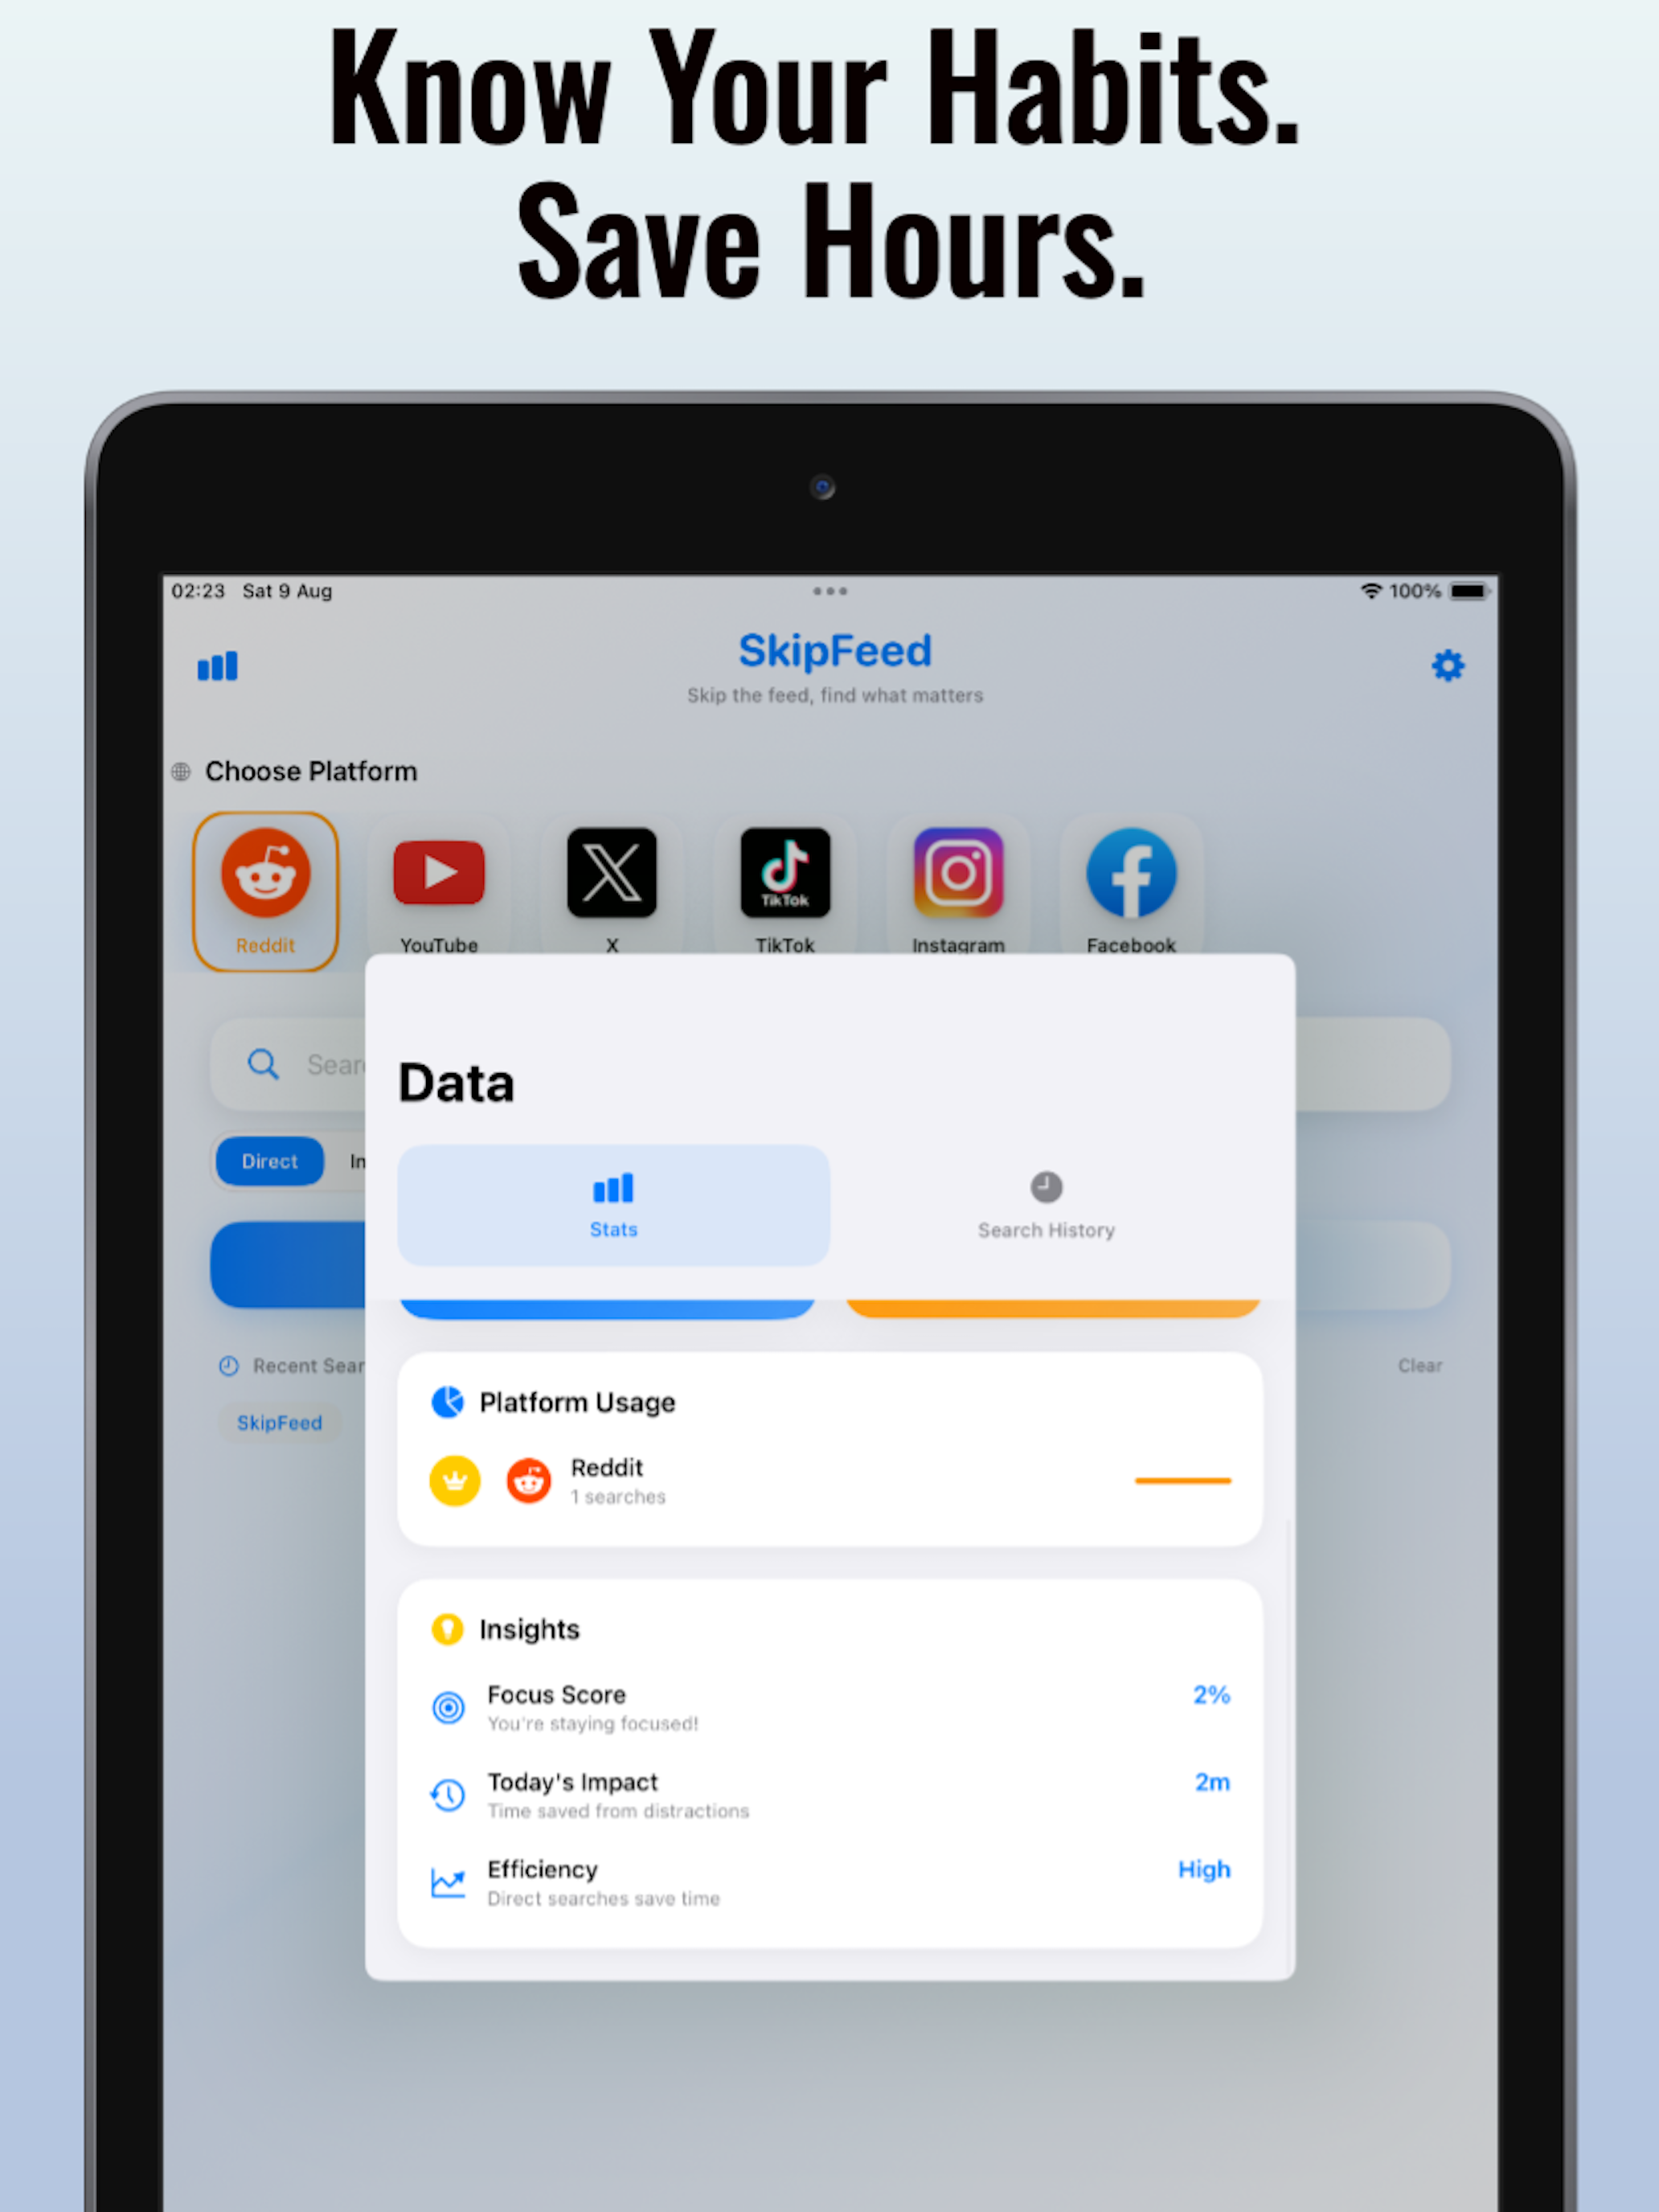 Know Your Habits.
Save Hours.
02:23 Sat 9 Aug
100%
SkipFeed
Skip the feed, find what matters
Choose Platform
TikTok
Reddit YouTube X TikTok Instagram Facebook
Data
Direct
Stats Search History
Clear
SkipFeed
Recent
Platform Usage
Reddit
1 searches
Insights
Focus Score 2%
You're staying focused!
Today's Impact 2m
Time saved from distractions
Efficiency High
Direct searches save time